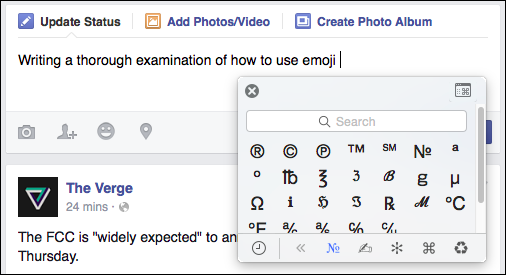 Update Status
Add Photos/Video
Create Photo Album
Writing a thorough examination of how to use emoji
Search
® © ℗ ™ ℠ № ª
º ℔ ℥ ℨ ℬ ℊ µ
Ω ℹ ℌ ℑ ℞ ℳ ℃
℉ ℀ ℁ ℅ ℆
« № ✍ ✻ ⌘ ♻
The Verge
24 mins ·
The FCC is "widely expected" to an
Thursday.